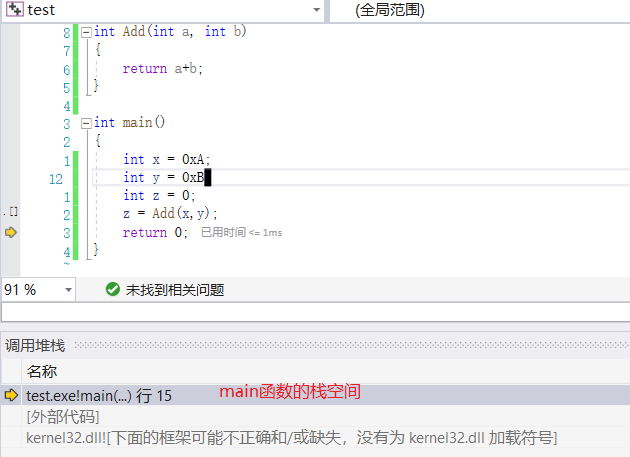 test (全局范围)
8 int Add(int a, int b)
7 {
6 return a+b;
5 }
4
3 int main()
2 {
1 int x = 0xA;
12 int y = 0xB
1 int z = 0;
2 z = Add(x,y);
3 return 0; 已用时间 <= 1ms
4 }
~
91 % 未找到相关问题
调用堆栈
名称
test.exe!main(...) 行 15 main函数的栈空间
[外部代码]
kernel32.dll![下面的框架可能不正确和/或缺失，没有为 kernel32.dll 加载符号]